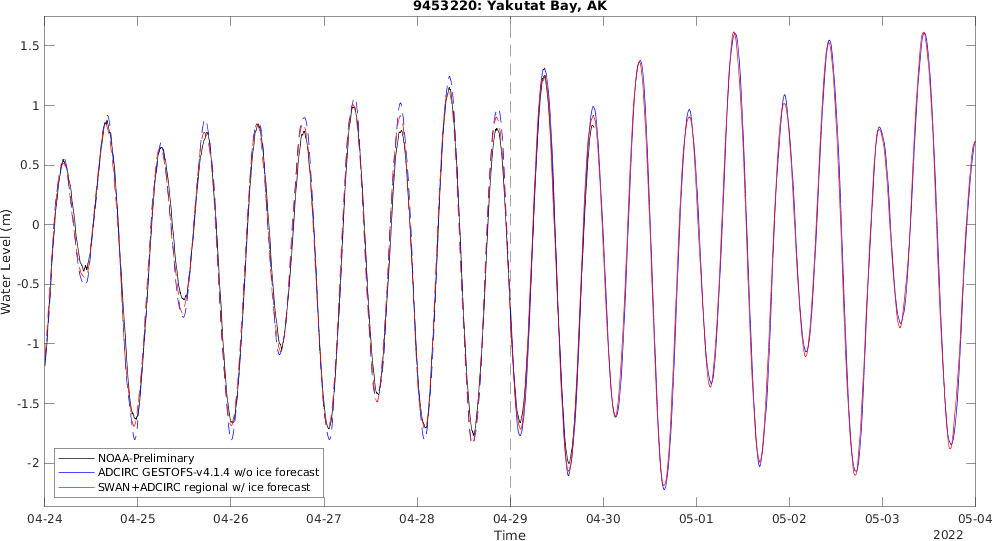 9453220: Yakutat Bay, AK
1.5
1
0.5
0
-0.5
-1
-1.5
-2
Water Level (m)
NOAA-Preliminary
ADCIRC GESTOFS-v4.1.4 w/o ice forecast
SWAN+ADCIRC regional w/ ice forecast
04-24 04-25 04-26 04-27 04-28 04-29 04-30 05-01 05-02 05-03 05-04
Time
2022